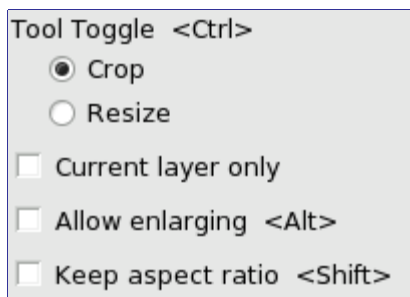 Tool Toggle <Ctrl>
Crop
Resize
Current layer only
Allow enlarging <Alt>
Keep aspect ratio <Shift>